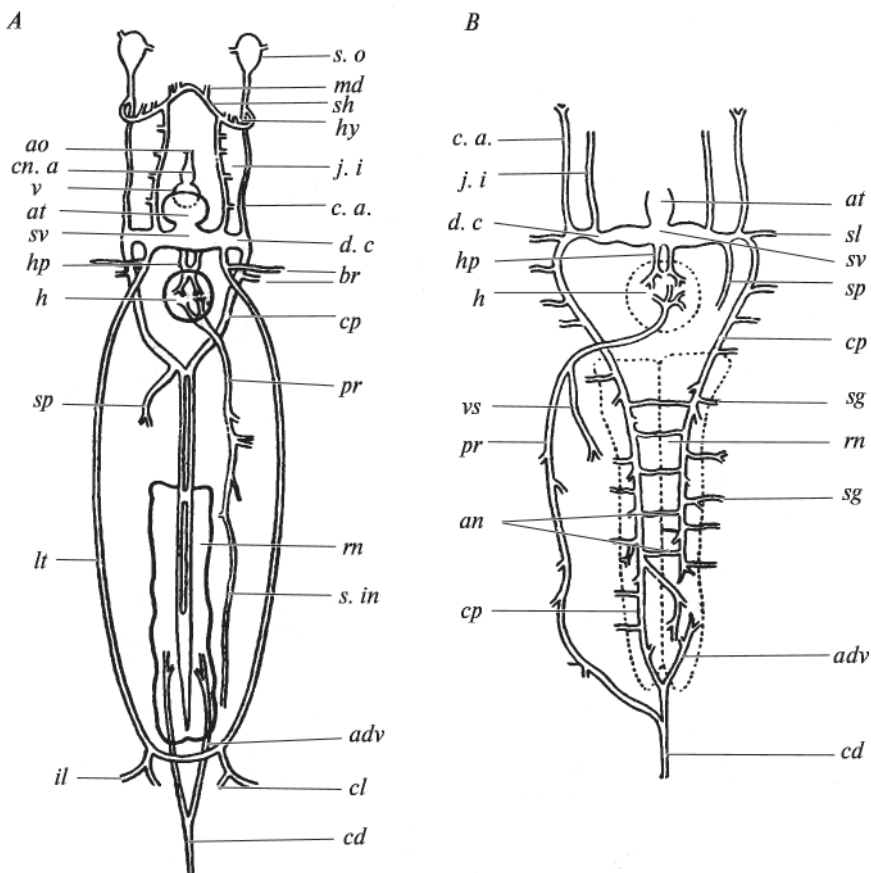 A
s. o
md
sh
hy
ao
cn. a
j. i
v
c. a.
at
sv
d. c
hp
br
h
cp
pr
sp
rn
lt
s. in
adv
il
cl
cd
B
c. a.
j. i
at
d. c
sl
hp
sv
h
sp
cp
vs
sg
pr
rn
sg
an
cp
adv
cd